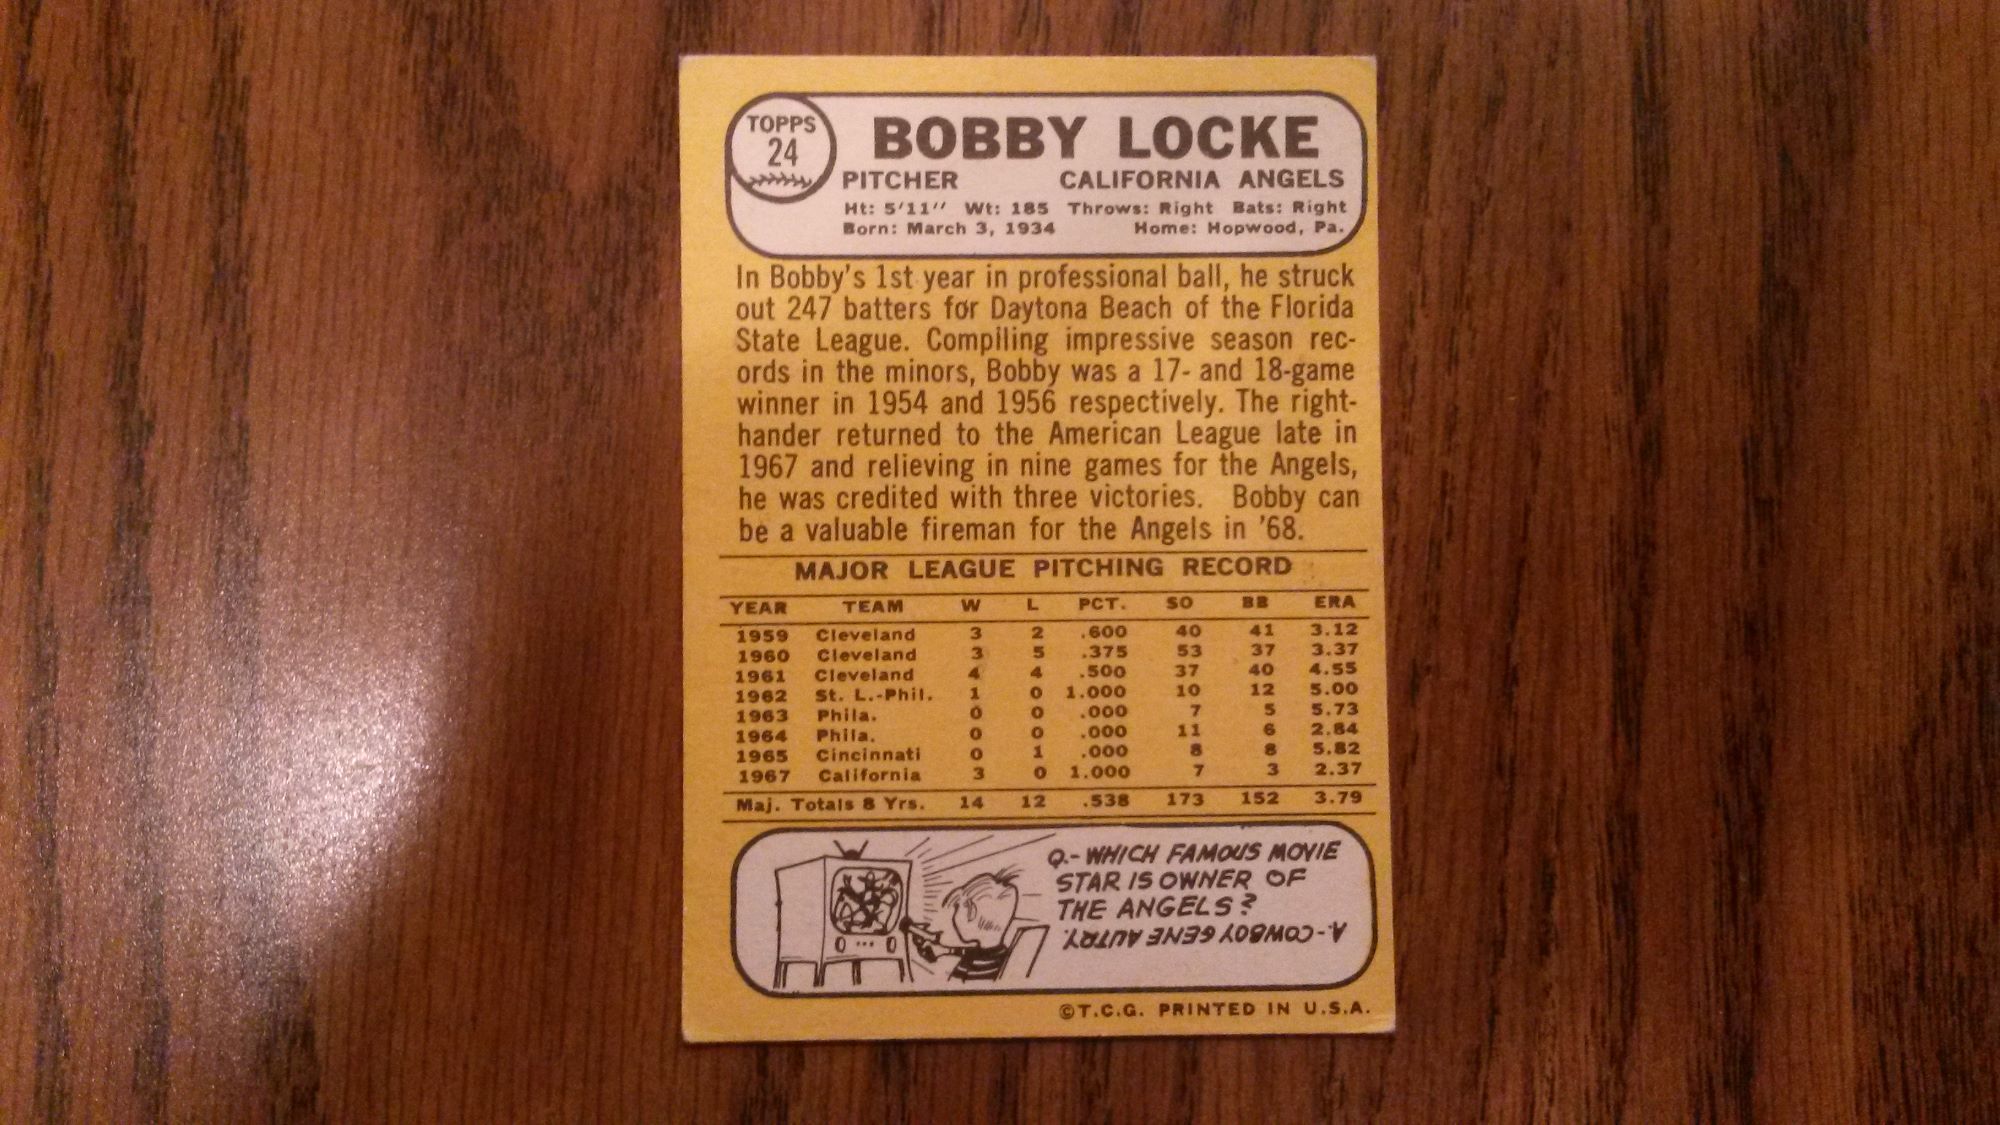 TOPPS
24
BOBBY LOCKE
PITCHER CALIFORNIA ANGELS
Ht: 5'11" Wt: 185 Throws: Right Bats: Right
Born: March 3, 1934 Home: Hopwood, Pa.
In Bobby's 1st year in professional ball, he struck
out 247 batters for Daytona Beach of the Florida
State League. Compiling impressive season rec-
ords in the minors, Bobby was a 17- and 18-game
winner in 1954 and 1956 respectively. The right-
hander returned to the American League late in
1967 and relieving in nine games for the Angels,
he was credited with three victories. Bobby can
be a valuable fireman for the Angels in '68.
MAJOR LEAGUE PITCHING RECORD
YEAR TEAM W L PCT. SO BB ERA
1959 Cleveland 3 2 .600 40 41 3.12
1960 Cleveland 3 5 .375 53 37 3.37
1961 Cleveland 4 4 .500 37 40 4.55
1962 St. L.-Phil. 1 0 1.000 10 12 5.00
1963 Phila. 0 0 .000 7 5 5.73
1964 Phila. 0 0 .000 11 6 2.84
1965 Cincinnati 0 1 .000 8 8 5.82
1967 California 3 0 1.000 7 3 2.37
Maj. Totals 8 Yrs. 14 12 .538 173 152 3.79
Q.- WHICH FAMOUS MOVIE
STAR IS OWNER OF
THE ANGELS?
A.- COWBOY GENE AUTRY.
©T.C.G. PRINTED IN U.S.A.